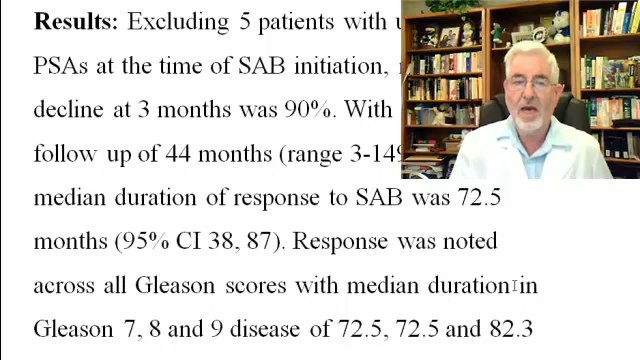 Results: Excluding 5 patients with
PSAs at the time of SAB initiation,
decline at 3 months was 90%. With
follow up of 44 months (range 3-149
median duration of response to SAB was 72.5
months (95% CI 38, 87). Response was noted
across all Gleason scores with median duration in
Gleason 7, 8 and 9 disease of 72.5, 72.5 and 82.3